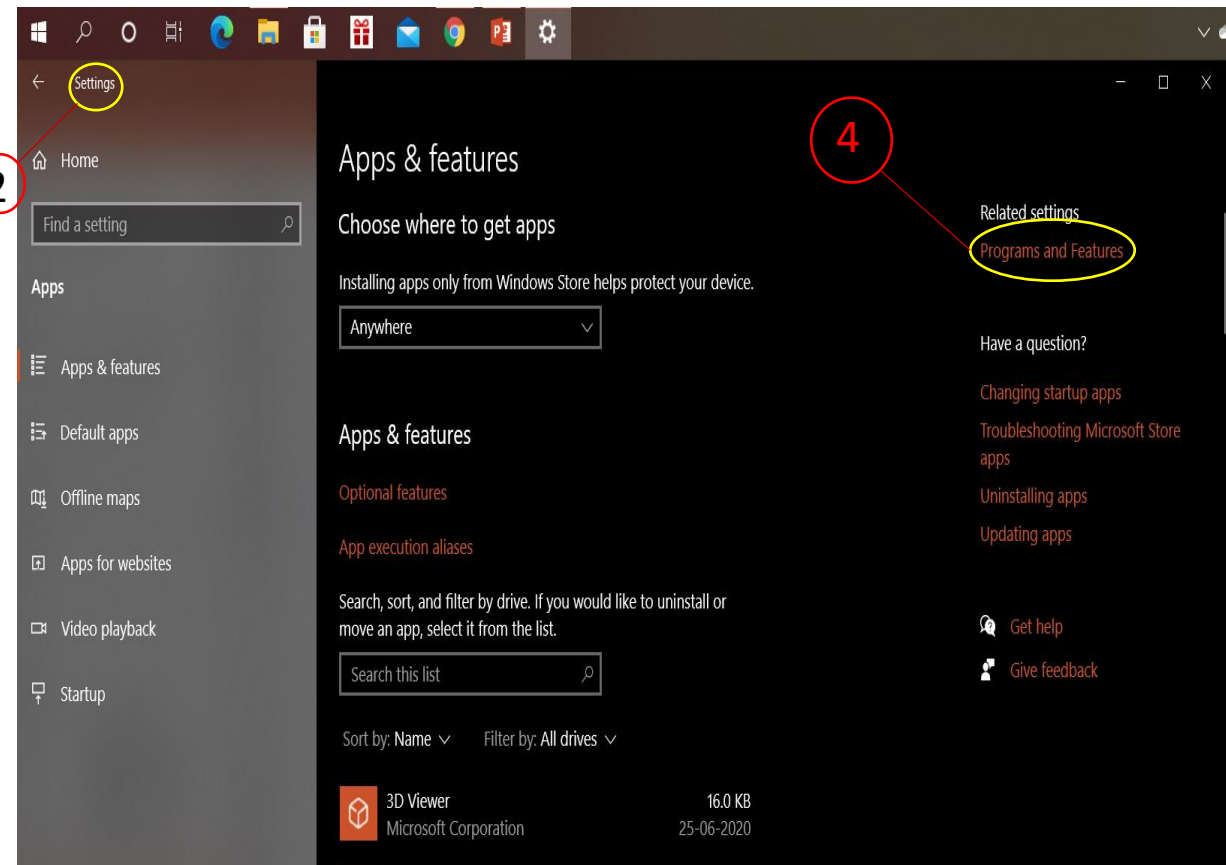 Settings
2
Home
Find a setting
Apps
Apps & features
Default apps
Offline maps
Apps for websites
Video playback
Startup
Apps & features
Choose where to get apps
Installing apps only from Windows Store helps protect your device.
Anywhere
Apps & features
Optional features
App execution aliases
Search, sort, and filter by drive. If you would like to uninstall or
move an app, select it from the list.
Search this list
Sort by: Name Filter by: All drives
3D Viewer 16.0 KB
Microsoft Corporation 25-06-2020
4
Related settings
Programs and Features
Have a question?
Changing startup apps
Troubleshooting Microsoft Store
apps
Uninstalling apps
Updating apps
Get help
Give feedback